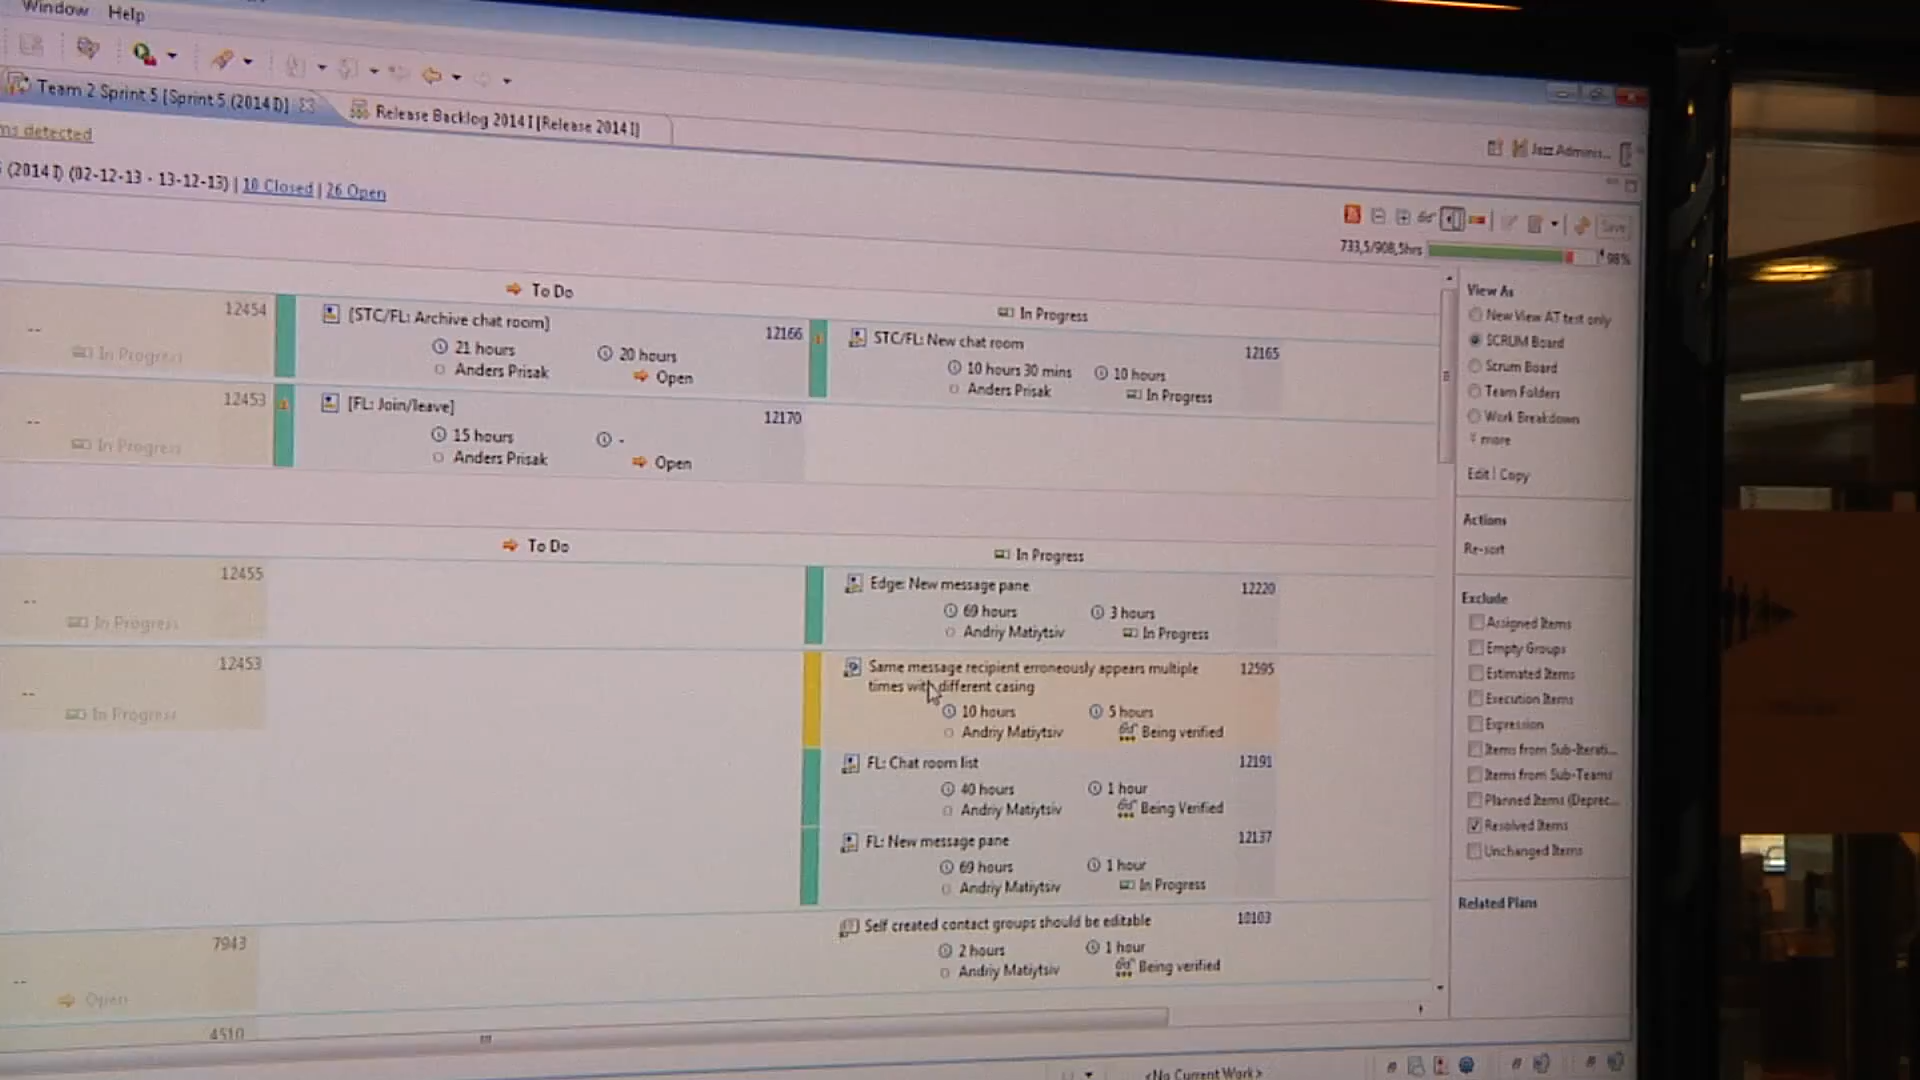 Window Help
Team 2 Sprint 5 [Sprint 5 (2014 I)]
Release Backlog 2014 I [Release 2014 I]
ms detected
Jazz Adminis...
(2014 I) (02-12-13 - 13-12-13) | 10 Closed | 26 Open
Save
733,5/908,5hrs
98%
To Do
In Progress
12454
-- In Progress
[STC/FL: Archive chat room]
12166
21 hours
20 hours
Anders Prisak
Open
STC/FL: New chat room
12165
10 hours 30 mins
10 hours
Anders Prisak
In Progress
12453
-- In Progress
[FL: Join/leave]
12170
15 hours
-
Anders Prisak
Open
To Do
In Progress
12455
-- In Progress
Edge: New message pane
12220
69 hours
3 hours
Andriy Matiytsiv
In Progress
12453
-- In Progress
Same message recipient erroneously appears multiple
times with different casing
12595
10 hours
5 hours
Andriy Matiytsiv
Being verified
FL: Chat room list
12191
40 hours
1 hour
Andriy Matiytsiv
Being Verified
FL: New message pane
12137
69 hours
1 hour
Andriy Matiytsiv
In Progress
7943
-- Open
Self created contact groups should be editable
10103
2 hours
1 hour
Andriy Matiytsiv
Being verified
4510
View As
New View AT test only
SCRUM Board
Scrum Board
Team Folders
Work Breakdown
more
Edit | Copy
Actions
Re-sort
Exclude
Assigned Items
Empty Groups
Estimated Items
Execution Items
Expression
Items from Sub-Iterati...
Items from Sub-Teams
Planned Items (Deprec...
Resolved Items
Unchanged Items
Related Plans
<No Current Work>